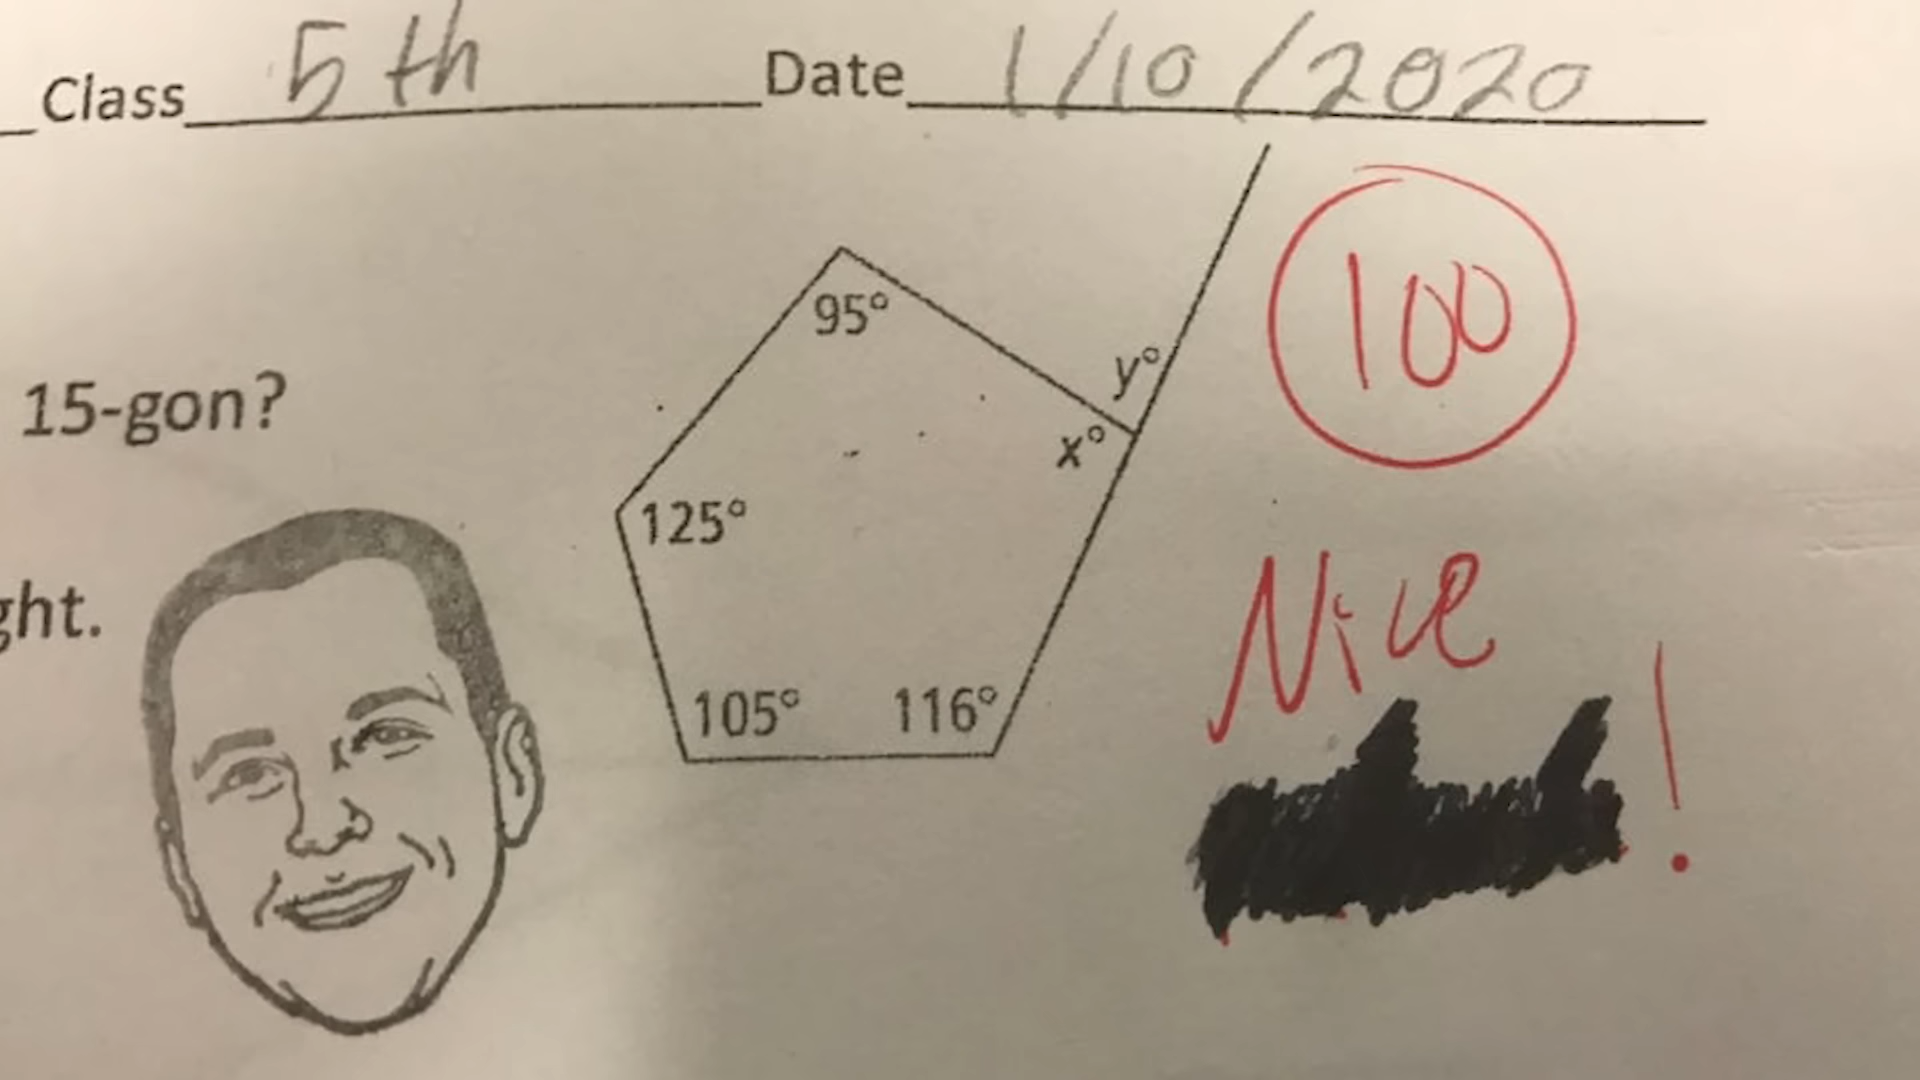 Class 5th Date 1/10/2020
100
95°
y°
15-gon?
x°
125°
ght.
Nice
105° 116°
!